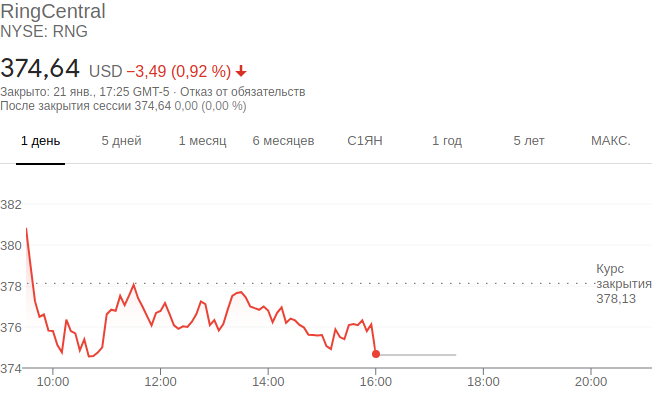 RingCentral
NYSE: RNG
374,64 USD −3,49 (0,92 %)
Закрыто: 21 янв., 17:25 GMT-5 · Отказ от обязательств
После закрытия сессии 374,64 0,00 (0,00 %)
1 день 5 дней 1 месяц 6 месяцев С1ЯН 1 год 5 лет МАКС.
382
380
378
376
374
Курс
закрытия
378,13
10:00 12:00 14:00 16:00 18:00 20:00